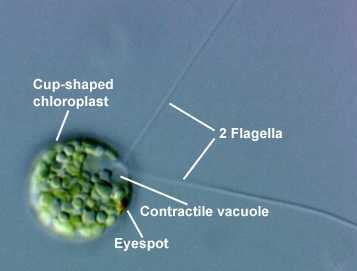 Cup-shaped
chloroplast
2 Flagella
Contractile vacuole
Eyespot